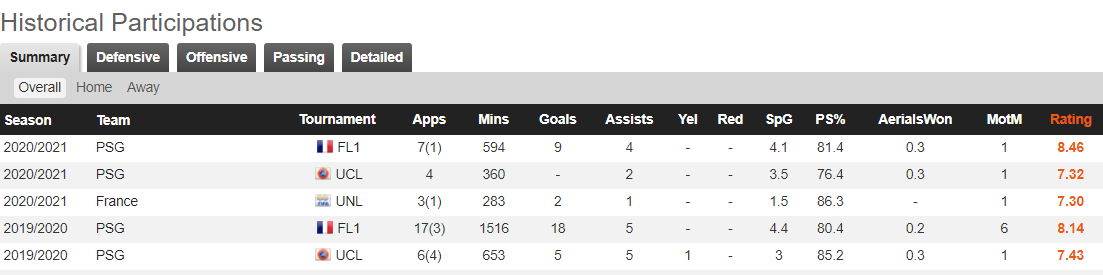 Historical Participations
Summary Defensive Offensive Passing Detailed
Overall Home Away
Season Team Tournament Apps Mins Goals Assists Yel Red SpG PS% AerialsWon MotM Rating
2020/2021 PSG FL1 7(1) 594 9 4 - - 4.1 81.4 0.3 1 8.46
2020/2021 PSG UCL 4 360 - 2 - - 3.5 76.4 0.3 1 7.32
2020/2021 France UNL 3(1) 283 2 1 - - 1.5 86.3 - 1 7.30
2019/2020 PSG FL1 17(3) 1516 18 5 - - 4.4 80.4 0.2 6 8.14
2019/2020 PSG UCL 6(4) 653 5 5 1 - 3 85.2 0.3 1 7.43